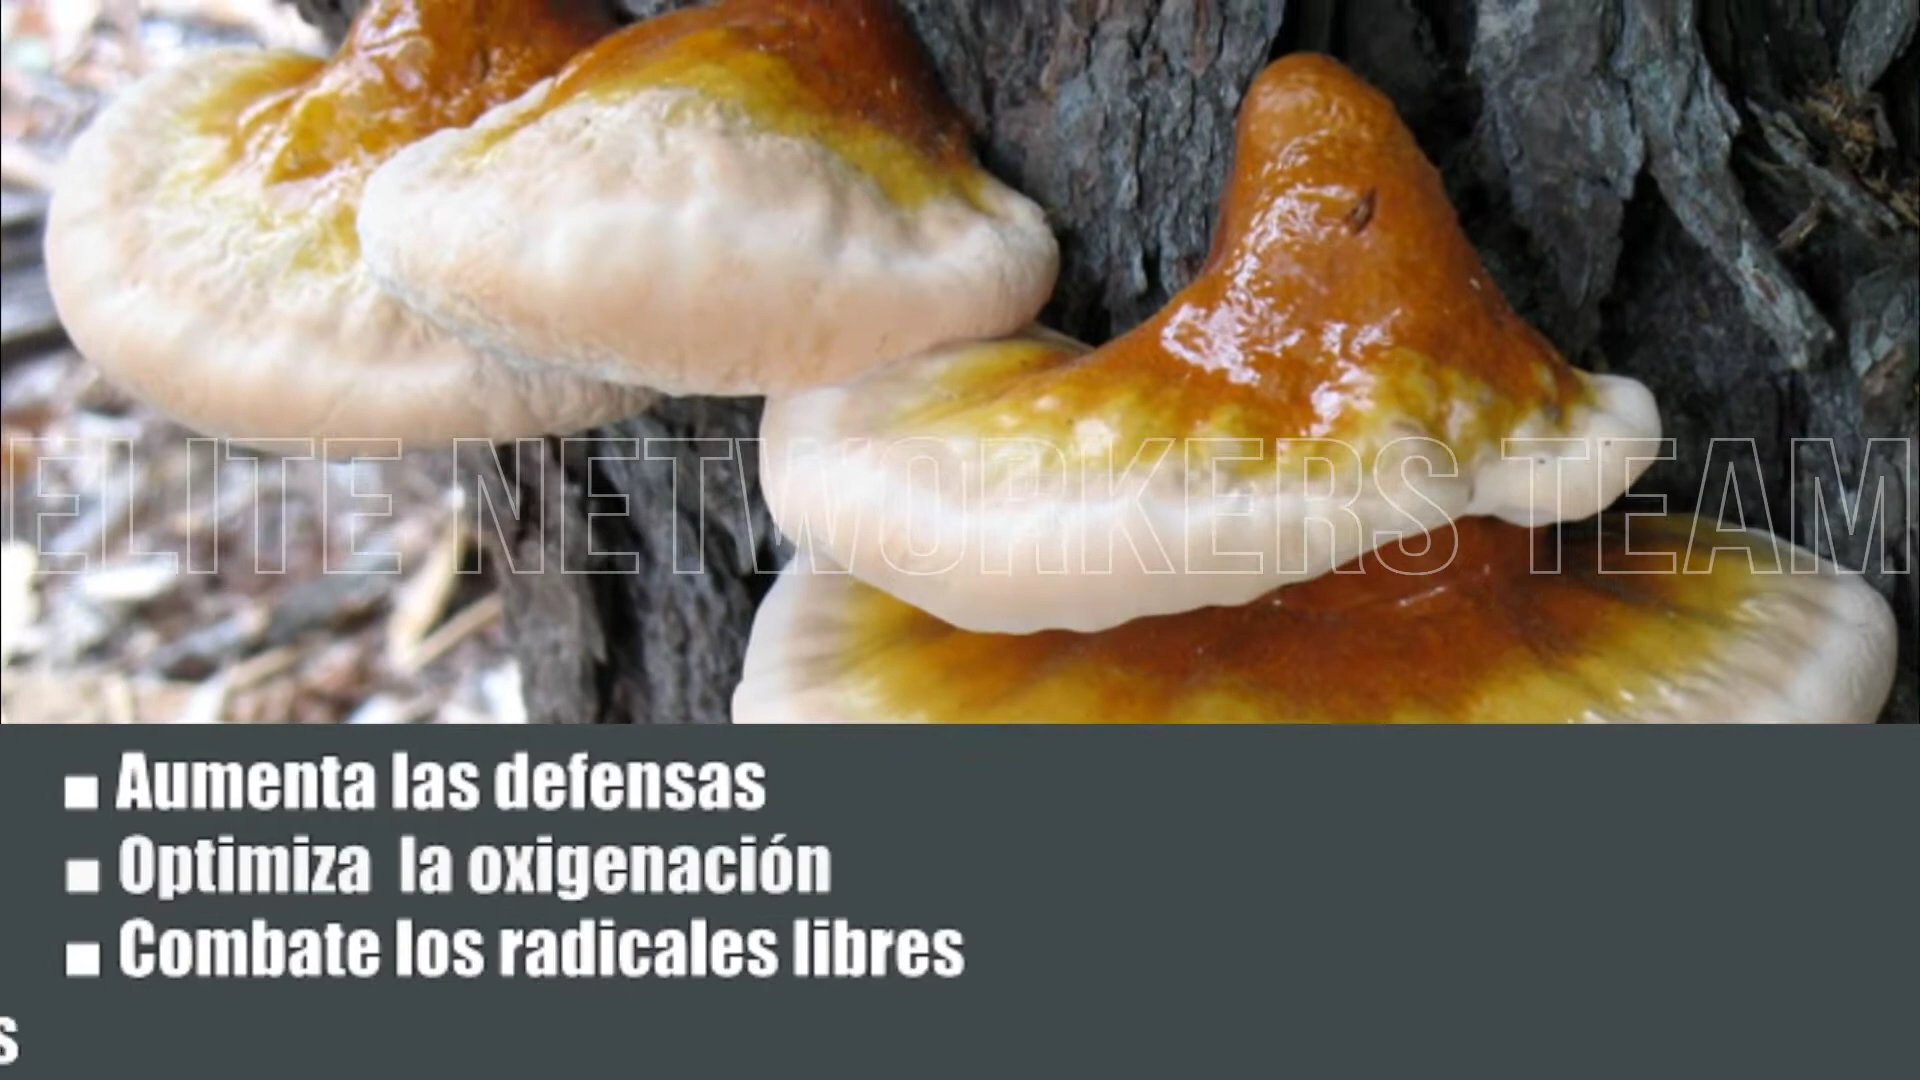 ELITE NETWORKERS TEAM
▪ Aumenta las defensas
▪ Optimiza la oxigenación
▪ Combate los radicales libres
s